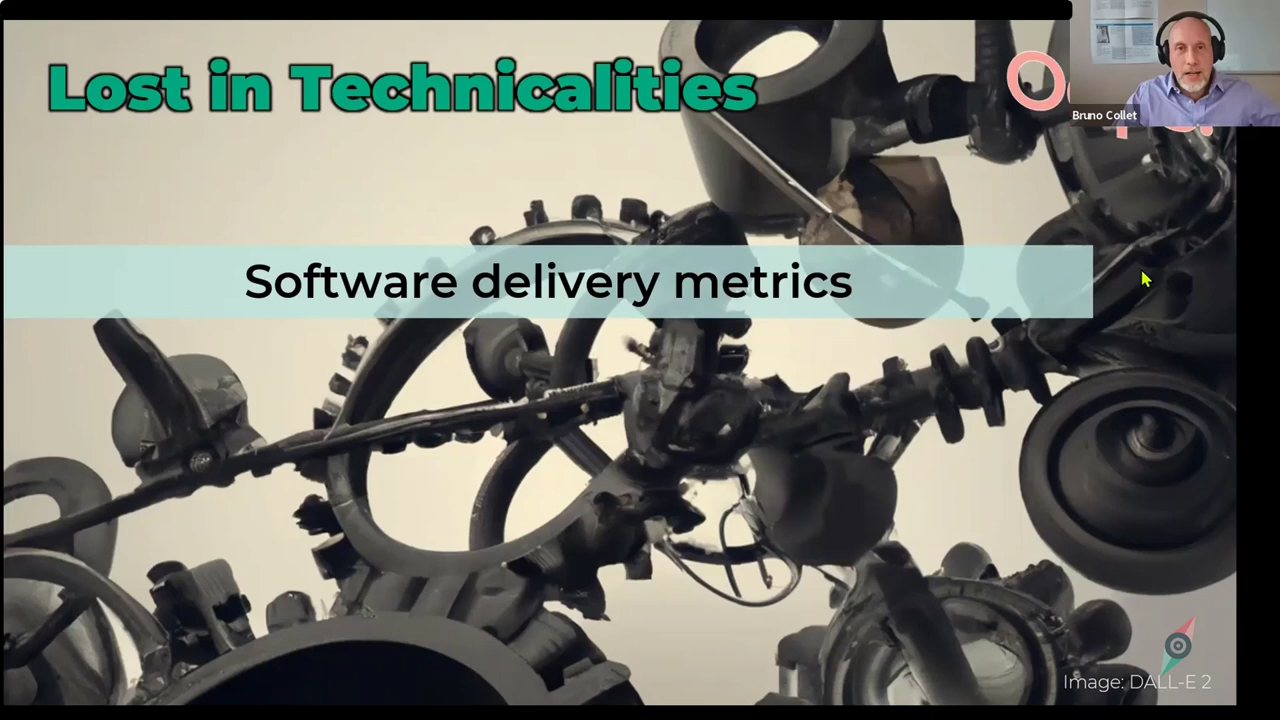 Lost in Technicalities
Bruno Collet
Software delivery metrics
Image: DALL-E 2